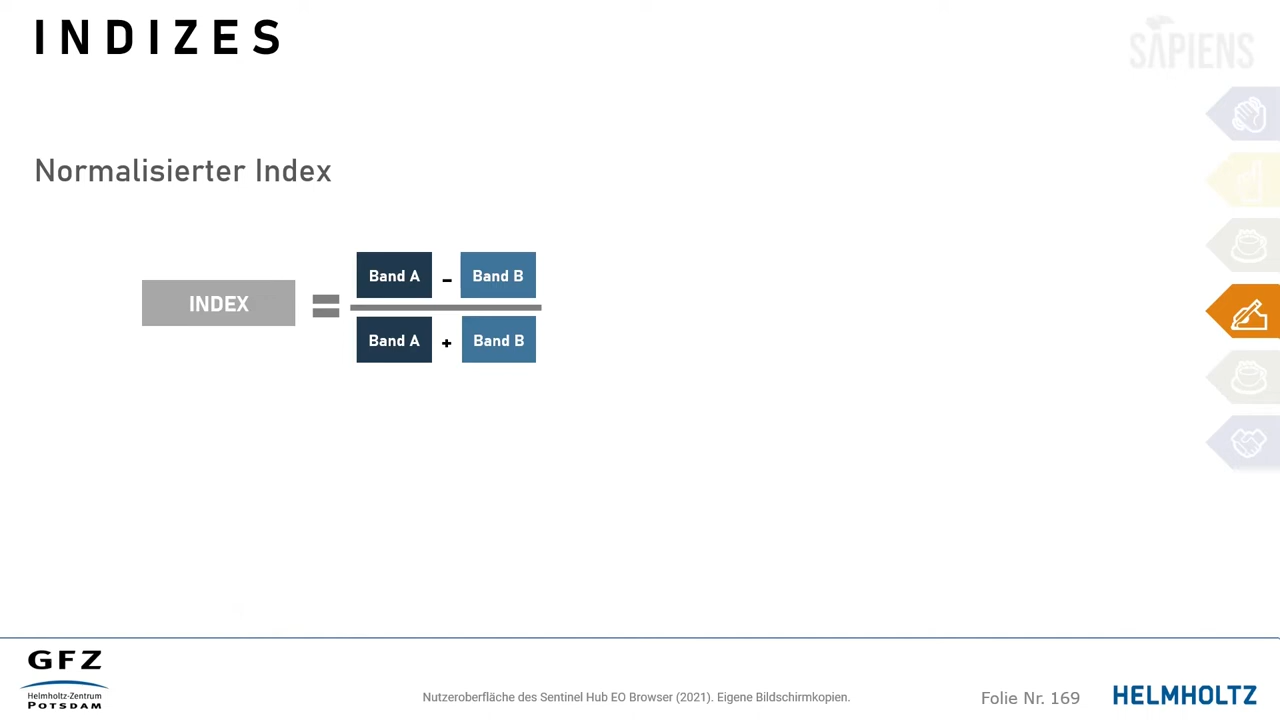 INDIZES
SAPIENS
Normalisierter Index
INDEX = Band A - Band B
Band A + Band B
GFZ
Helmholtz-Zentrum
POTSDAM
Nutzeroberfläche des Sentinel Hub EO Browser (2021). Eigene Bildschirmkopien.
Folie Nr. 169
HELMHOLTZ